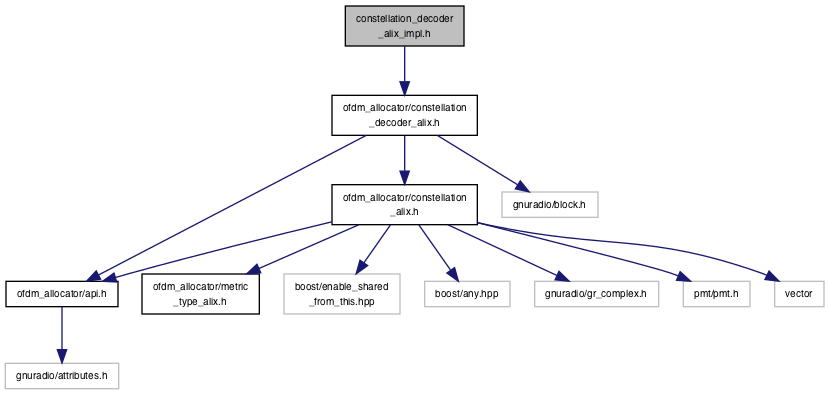 constellation_decoder
_alix_impl.h
ofdm_allocator/constellation
_decoder_alix.h
ofdm_allocator/constellation
_alix.h
gnuradio/block.h
ofdm_allocator/api.h
ofdm_allocator/metric
_type_alix.h
boost/enable_shared
_from_this.hpp
boost/any.hpp
gnuradio/gr_complex.h
pmt/pmt.h
vector
gnuradio/attributes.h